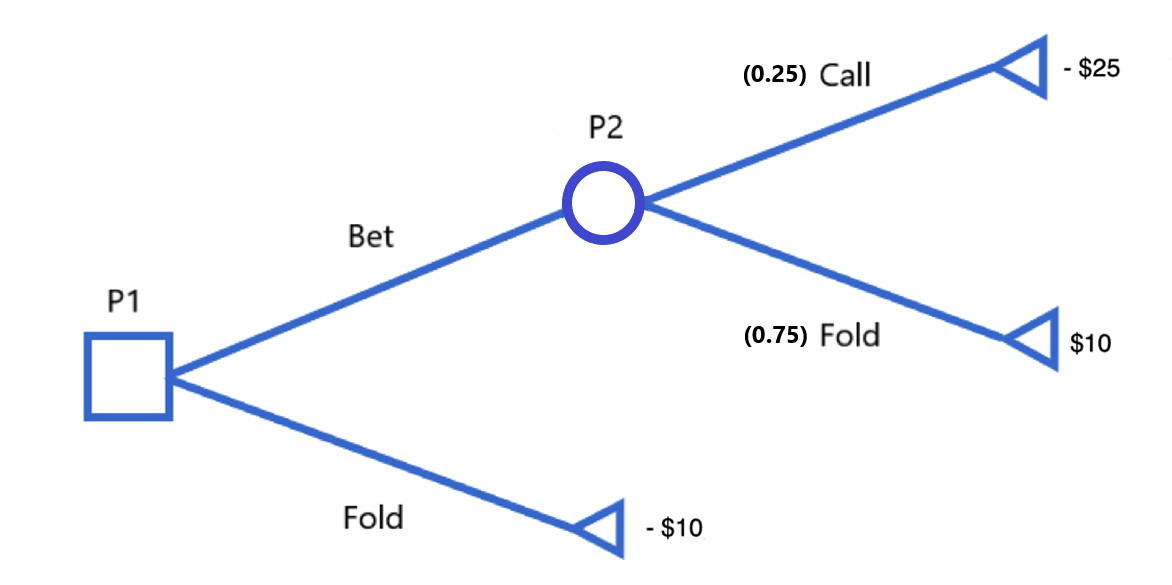 (0.25) Call
- $25
P2
Bet
P1
(0.75) Fold
$10
Fold
- $10